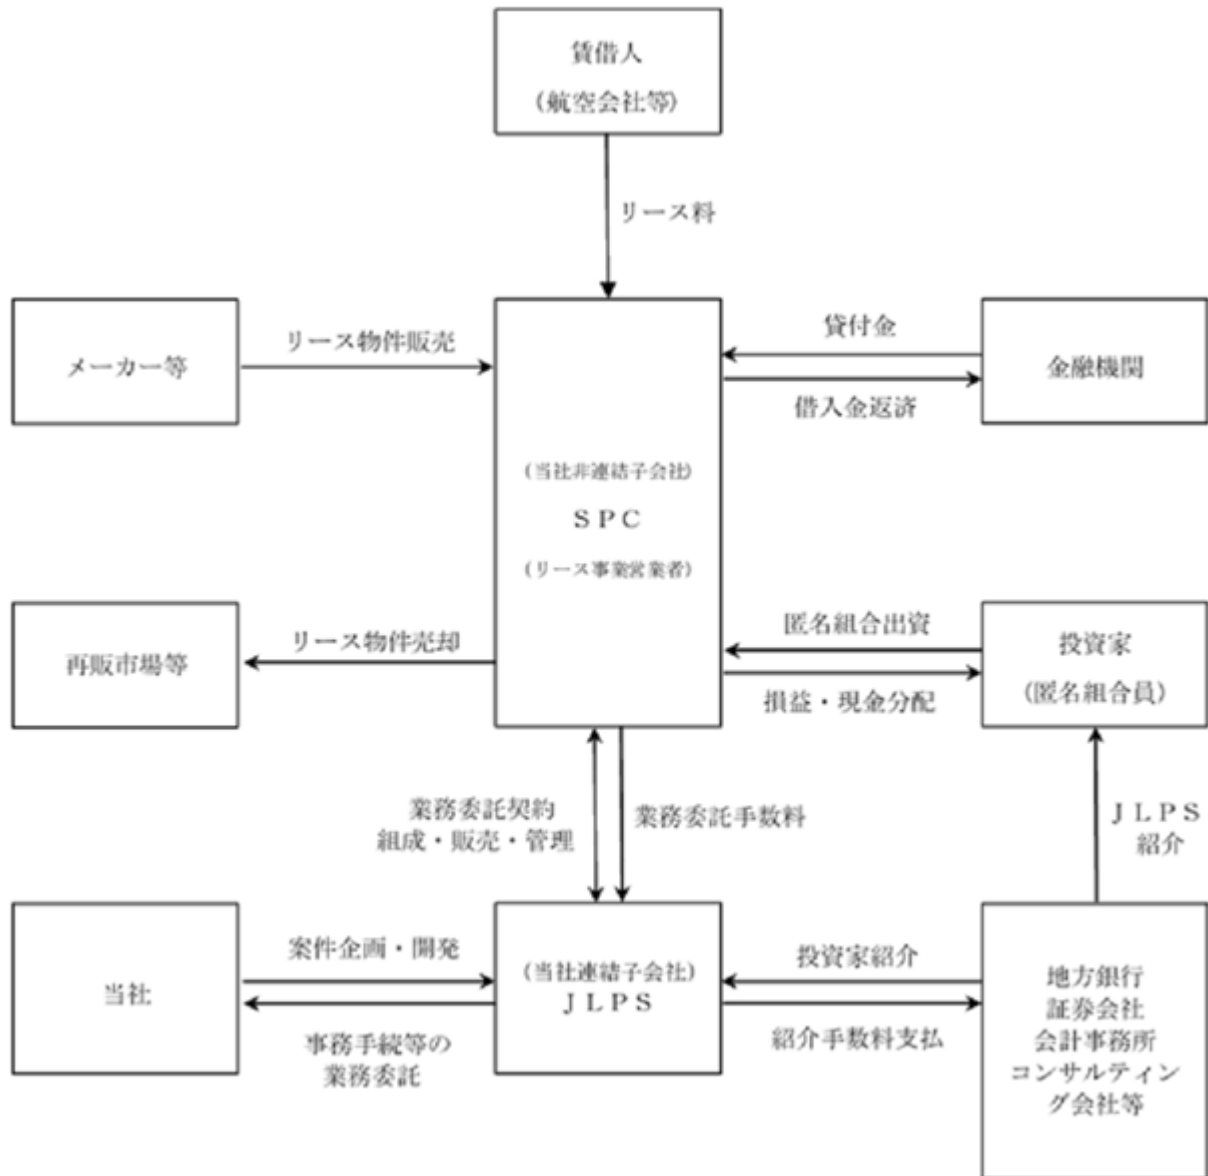 賃借人
(航空会社等)
リース料
メーカー等
リース物件販売
貸付金
借入金返済
金融機関
(当社非連結子会社)
ＳＰＣ
(リース事業営業者)
再販市場等
リース物件売却
匿名組合出資
損益・現金分配
投資家
(匿名組合員)
業務委託契約
組成・販売・管理
業務委託手数料
ＪＬＰＳ
紹介
当社
案件企画・開発
事務手続等の
業務委託
(当社連結子会社)
ＪＬＰＳ
投資家紹介
紹介手数料支払
地方銀行
証券会社
会計事務所
コンサルティン
グ会社等